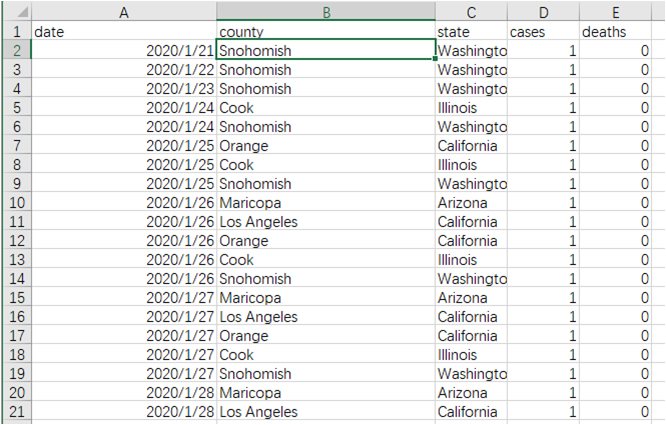 A B C D E
1 date county state cases deaths
2 2020/1/21 Snohomish Washingto 1 0
3 2020/1/22 Snohomish Washingto 1 0
4 2020/1/23 Snohomish Washingto 1 0
5 2020/1/24 Cook Illinois 1 0
6 2020/1/24 Snohomish Washingto 1 0
7 2020/1/25 Orange California 1 0
8 2020/1/25 Cook Illinois 1 0
9 2020/1/25 Snohomish Washingto 1 0
10 2020/1/26 Maricopa Arizona 1 0
11 2020/1/26 Los Angeles California 1 0
12 2020/1/26 Orange California 1 0
13 2020/1/26 Cook Illinois 1 0
14 2020/1/26 Snohomish Washingto 1 0
15 2020/1/27 Maricopa Arizona 1 0
16 2020/1/27 Los Angeles California 1 0
17 2020/1/27 Orange California 1 0
18 2020/1/27 Cook Illinois 1 0
19 2020/1/27 Snohomish Washingto 1 0
20 2020/1/28 Maricopa Arizona 1 0
21 2020/1/28 Los Angeles California 1 0